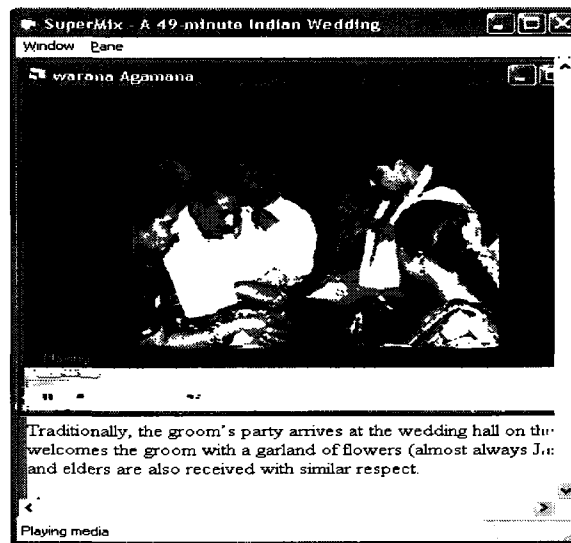 SuperMix - A 49-minute Indian Wedding
Window Pane
warana Agamana
Playing
Traditionally, the groom's party arrives at the wedding hall on the
welcomes the groom with a garland of flowers (almost always
and elders are also received with similar respect.
Playing media